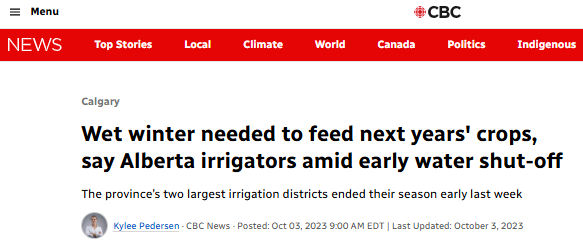 Menu
CBC
NEWS Top Stories Local Climate World Canada Politics Indigenous
Calgary
Wet winter needed to feed next years' crops,
say Alberta irrigators amid early water shut-off
The province's two largest irrigation districts ended their season early last week
Kylee Pedersen · CBC News · Posted: Oct 03, 2023 9:00 AM EDT | Last Updated: October 3, 2023